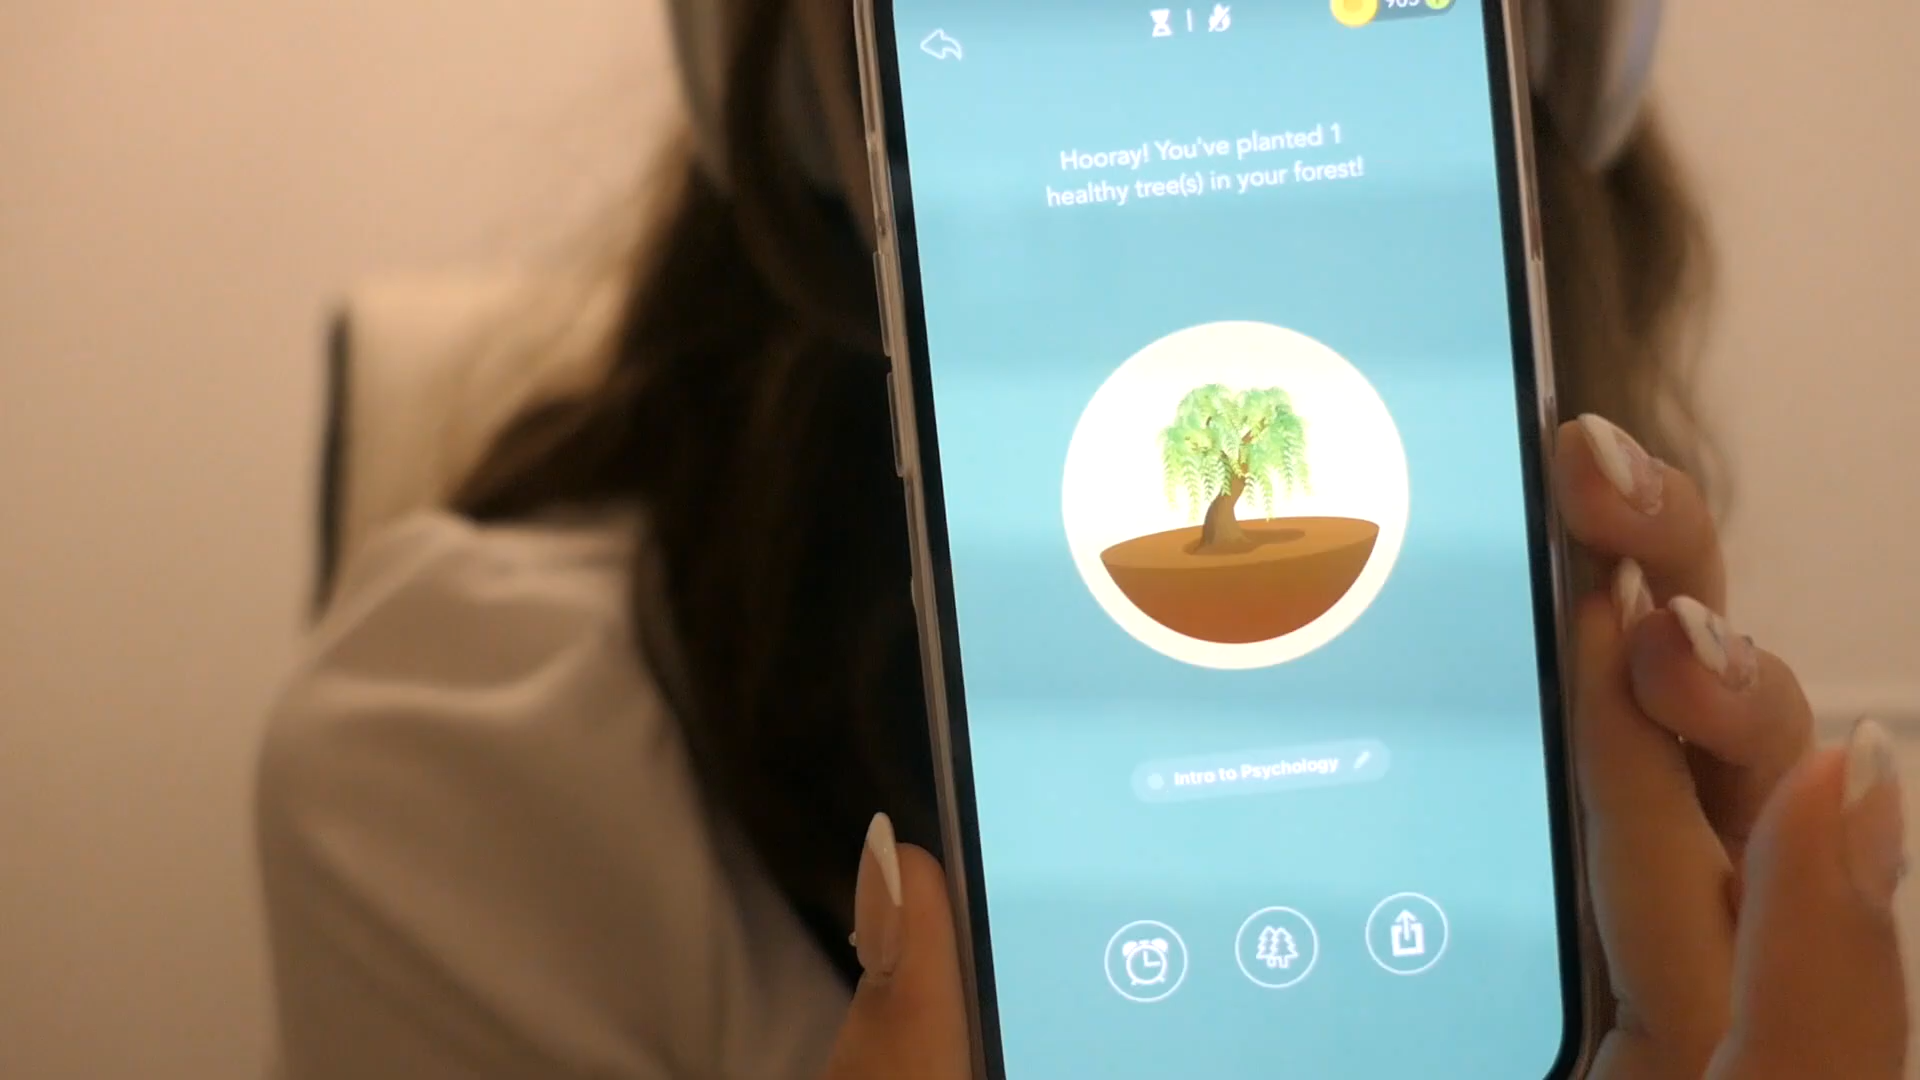 Hooray! You've planted 1
healthy tree(s) in your forest!
Intro to Psychology